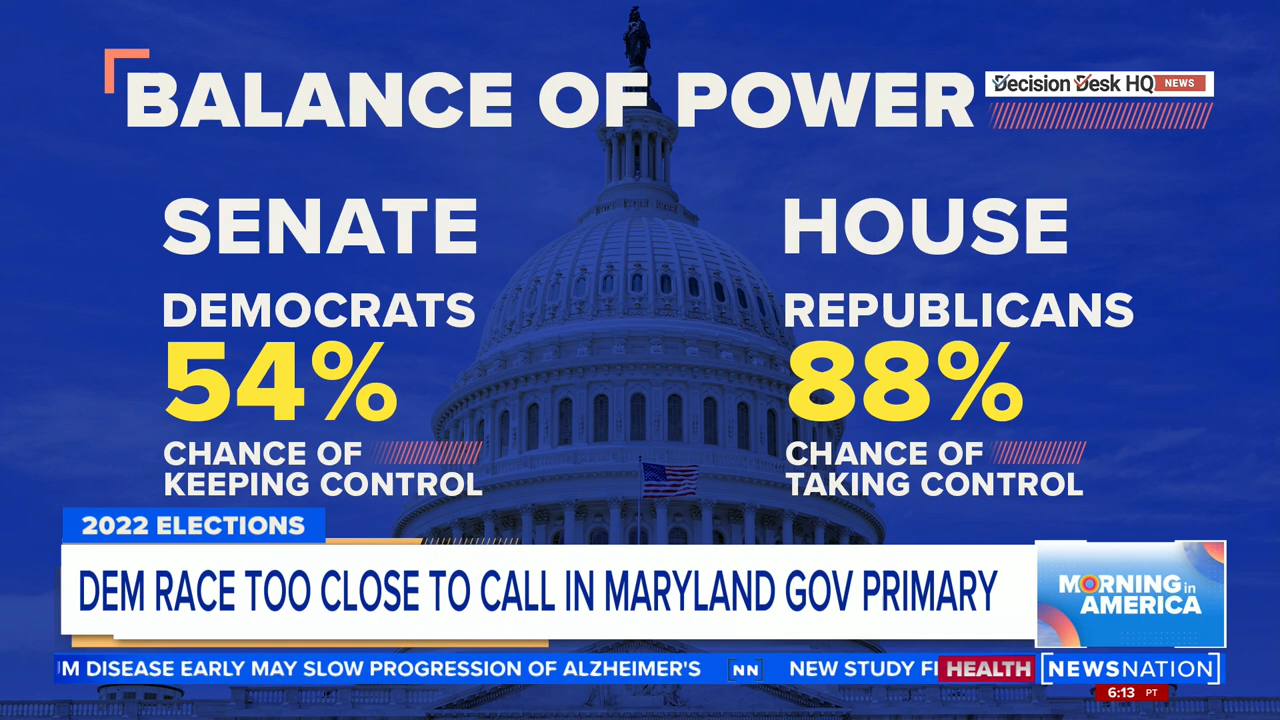 BALANCE OF POWER
Decision Desk HQ NEWS
SENATE
DEMOCRATS
54%
CHANCE OF
KEEPING CONTROL
HOUSE
REPUBLICANS
88%
CHANCE OF
TAKING CONTROL
2022 ELECTIONS
DEM RACE TOO CLOSE TO CALL IN MARYLAND GOV PRIMARY
MORNING in
AMERICA
DISEASE EARLY MAY SLOW PROGRESSION OF ALZHEIMER'S NN NEW STUDY HEALTH NEWSNATION
6:13 PT